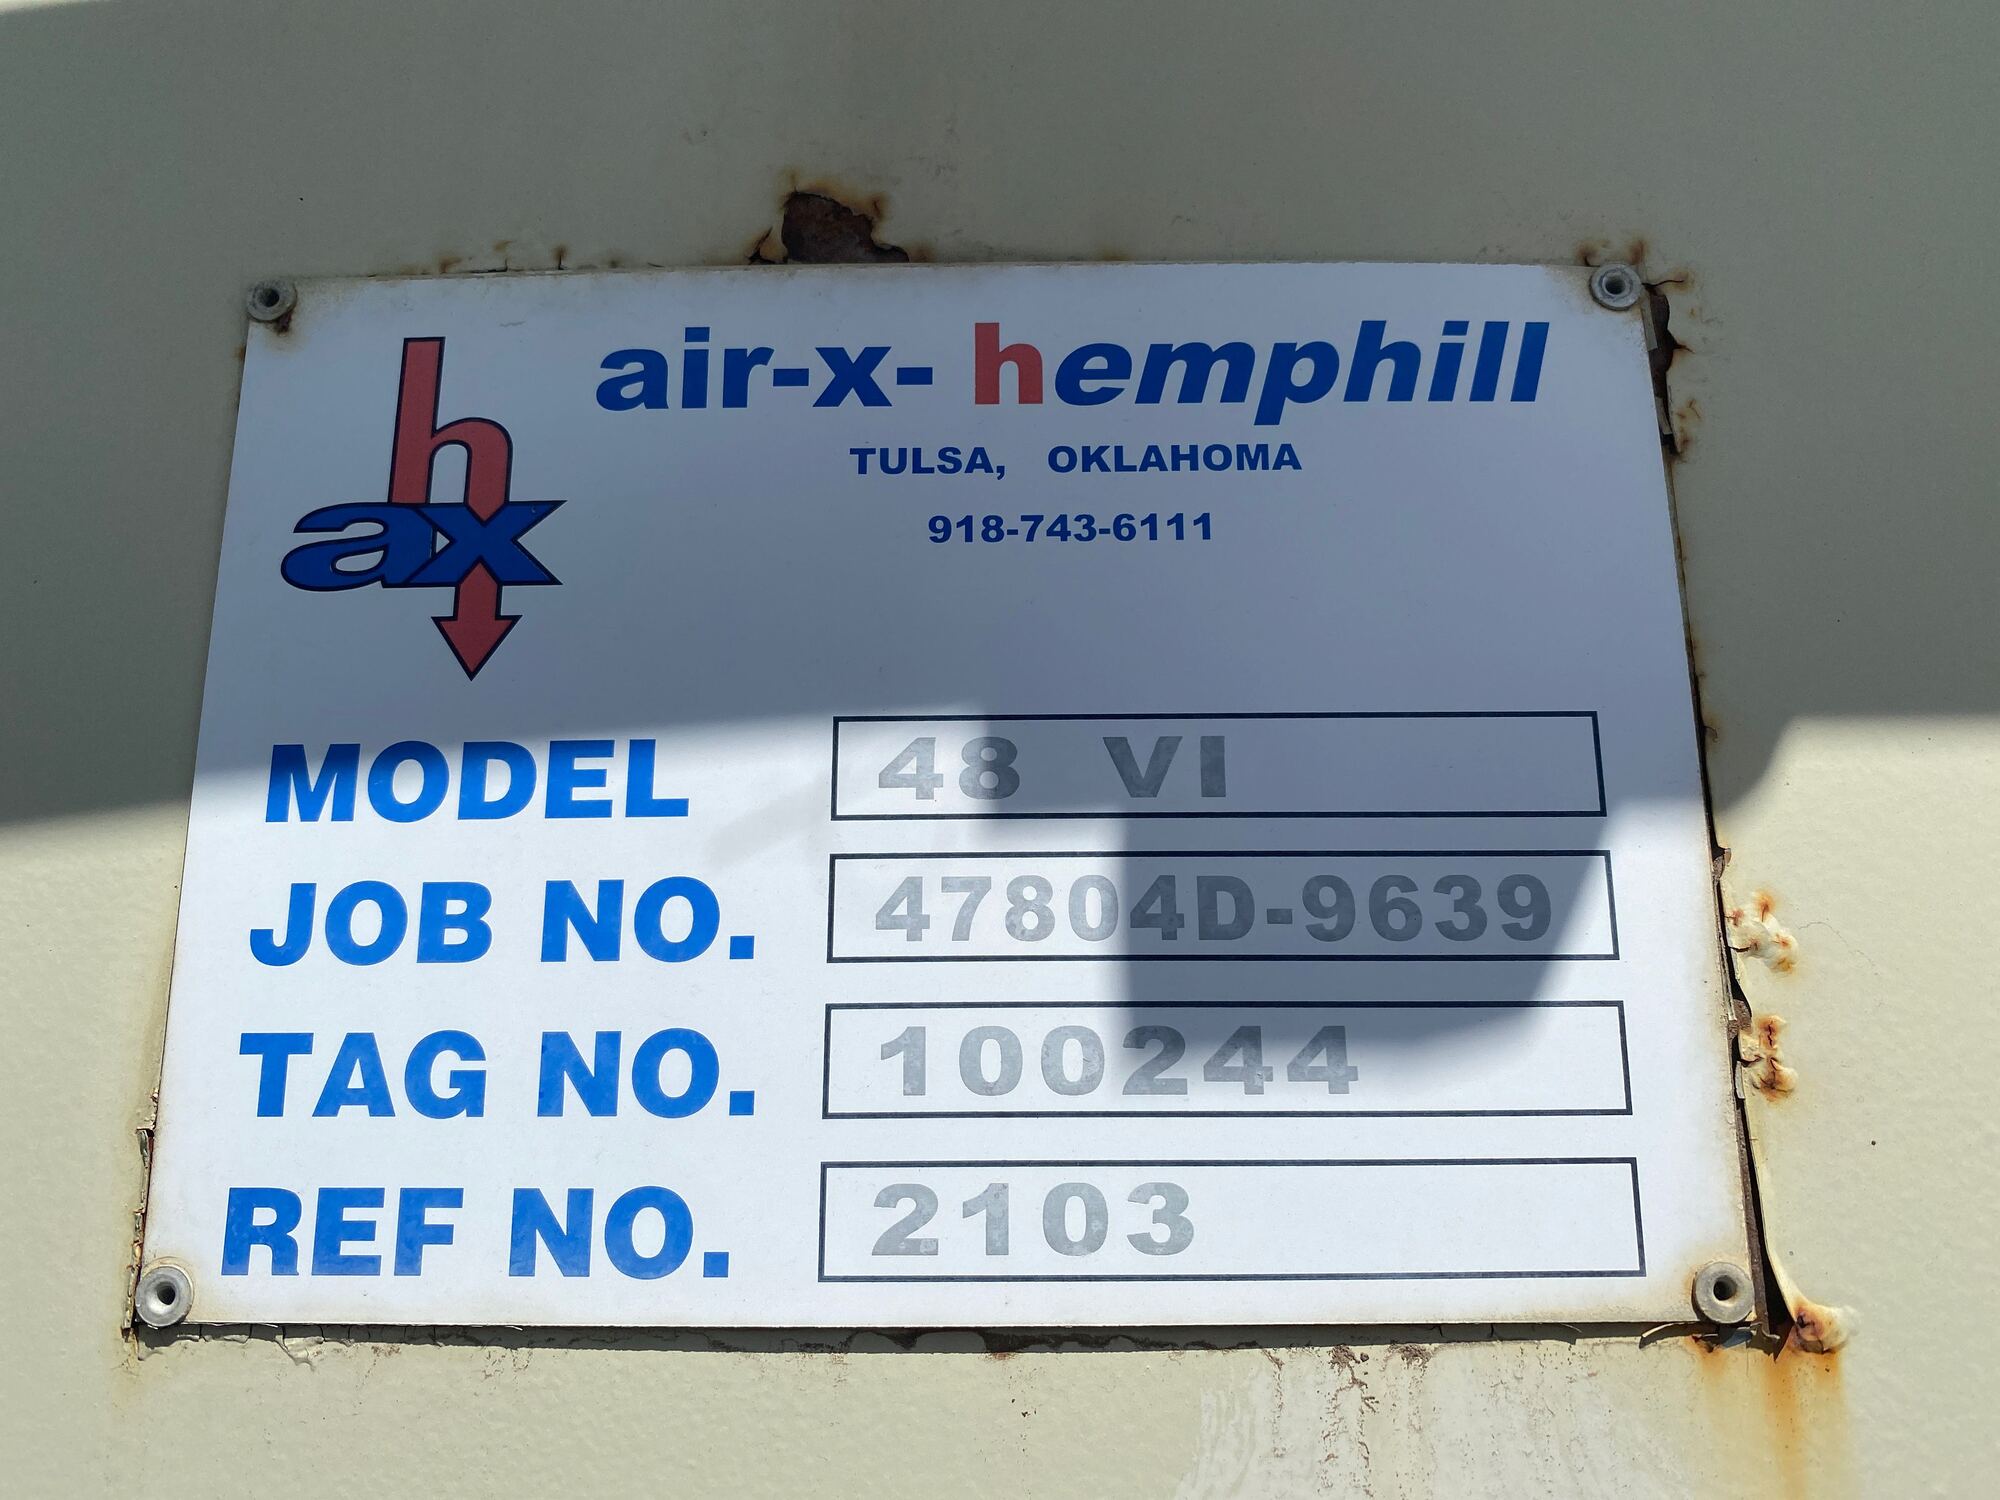 hax
air-x- hemphill
TULSA, OKLAHOMA
918-743-6111
MODEL 48 VI
JOB NO. 47804D-9639
TAG NO. 100244
REF NO. 2103